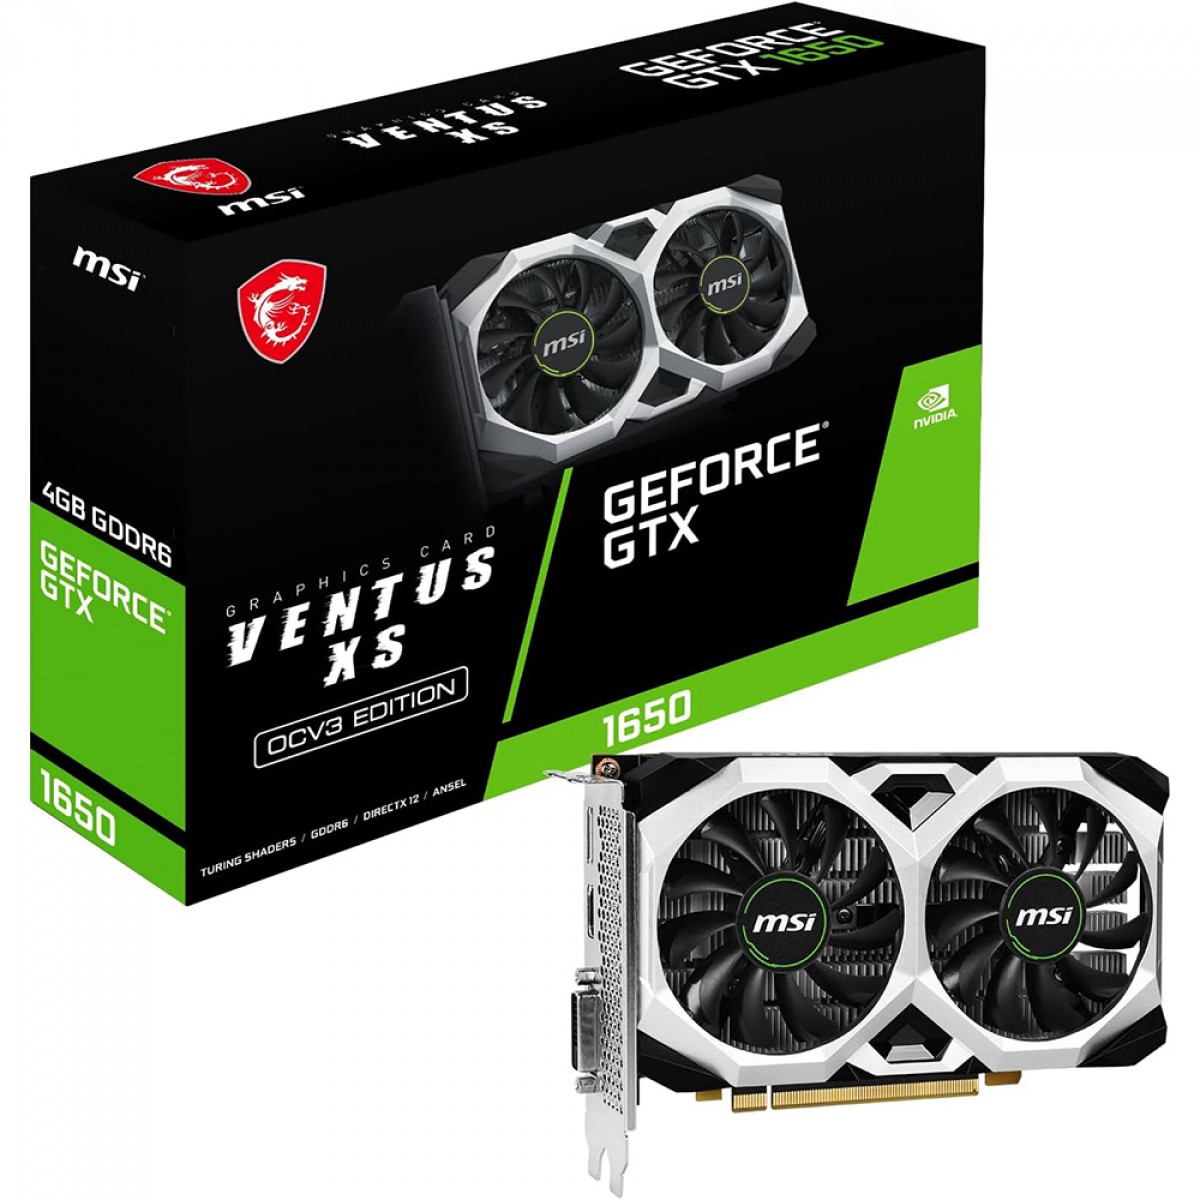 GRAPHICS CARD
VENTUS
XS
GEFORCE
GTX 1650
msi
msi
4GB GDDR6
GEFORCE®
GTX
1650
msi
msi
NVIDIA.
GEFORCE®
GTX
1650
GRAPHICS CARD
VENTUS
XS
OCV3 EDITION
TURING SHADERS / GDDR6 / DIRECTX 12 / ANSEL
msi
msi